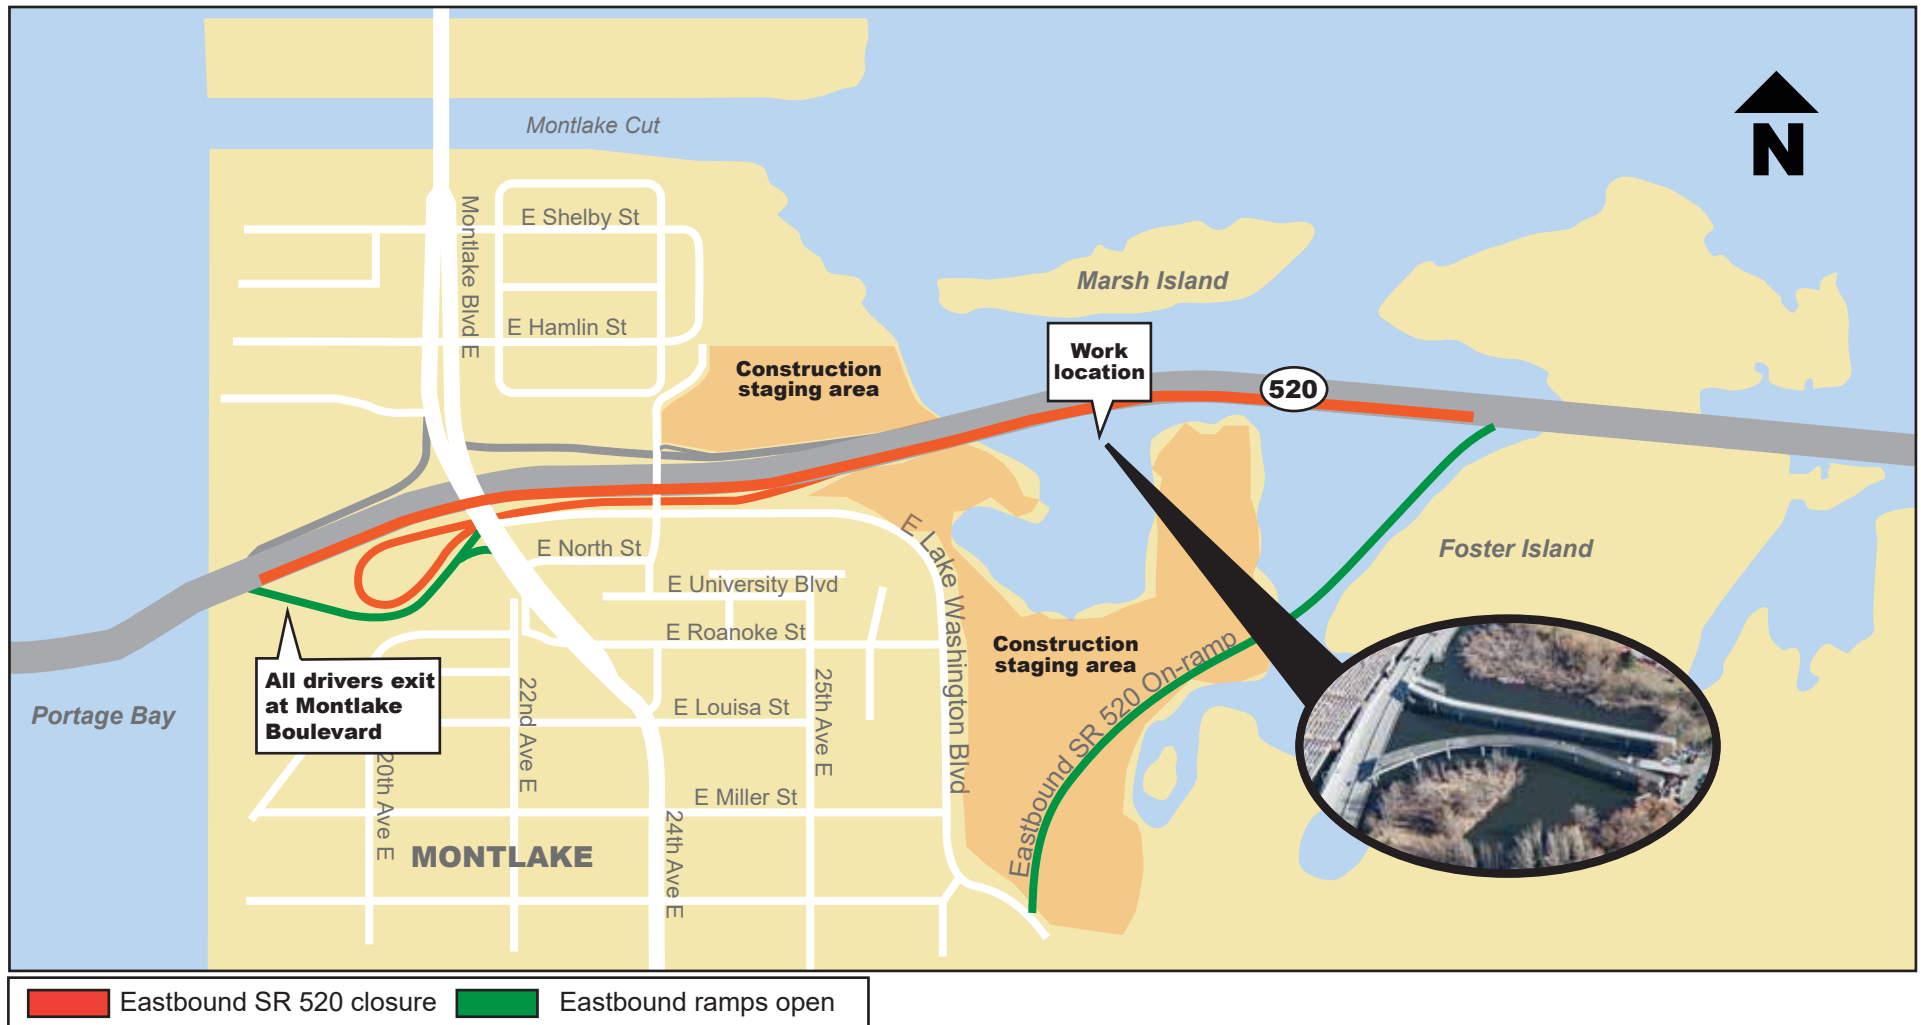 Montlake Cut
N
E Shelby St
Montlake Blvd E
Marsh Island
E Hamlin St
Work
location
Construction
staging area
520
E Lake Washington Blvd
E North St
Foster Island
E University Blvd
E Roanoke St
Construction
staging area
Eastbound SR 520 On-ramp
All drivers exit
at Montlake
Boulevard
Portage Bay
22nd Ave E
25th Ave E
E Louisa St
20th Ave E
E Miller St
24th Ave E
MONTLAKE
Eastbound SR 520 closure
Eastbound ramps open